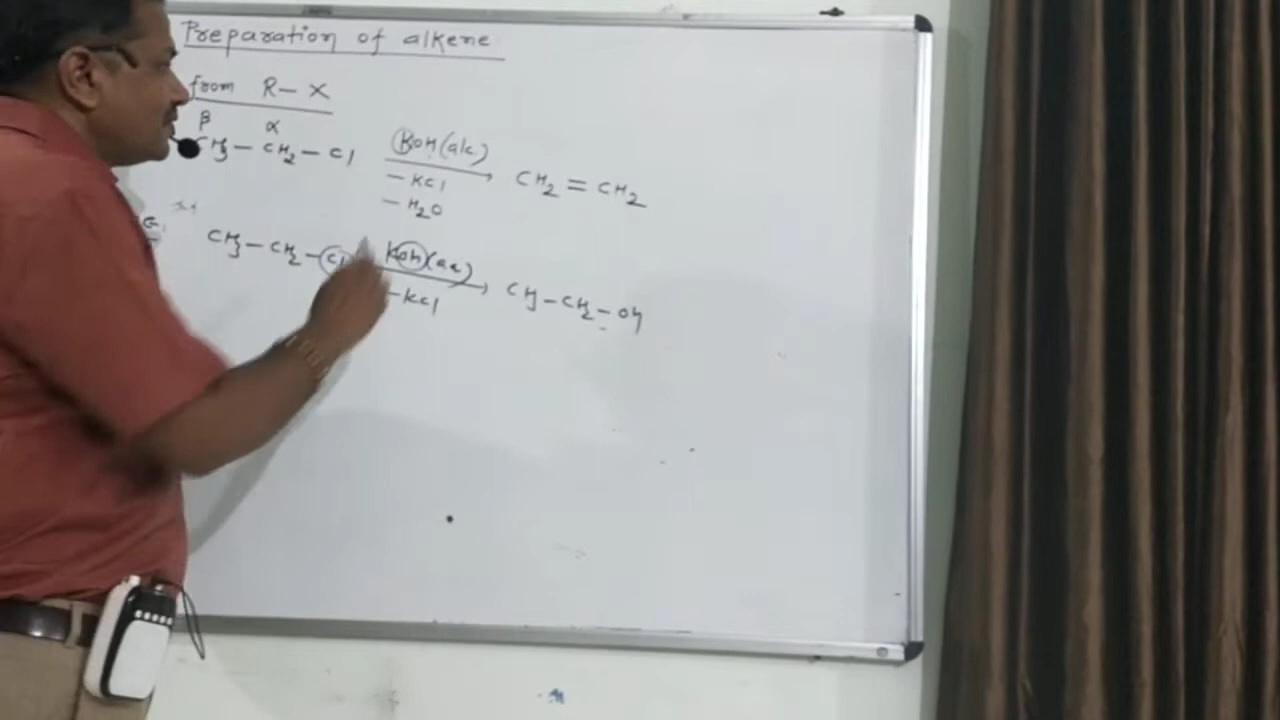 Preparation of alkene
from R - X
β α
CH₃ - CH₂ - Cl KOH(alc) → CH₂ = CH₂
- KCl
- H₂O
CH₃ - CH₂ - Cl KOH(aq) → CH₃ - CH₂ - OH
- KCl